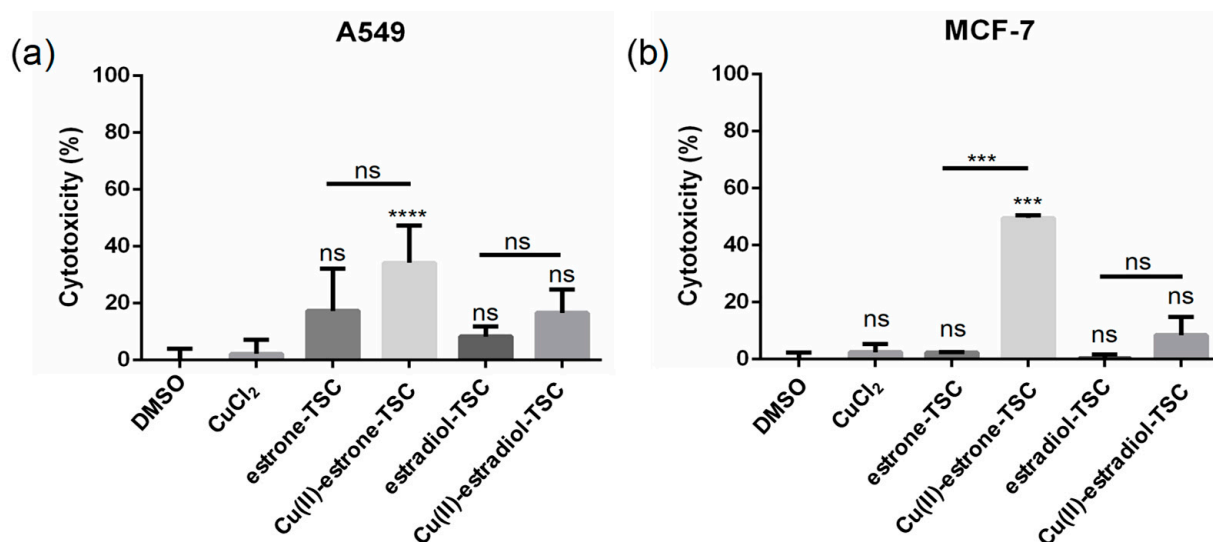 A549
(a)
Cytotoxicity (%)
100
80
60
40
20
0
ns
ns
****
ns
ns
ns
DMSO
CuCl₂
estrone-TSC
Cu(II)-estrone-TSC
estradiol-TSC
Cu(II)-estradiol-TSC
MCF-7
(b)
Cytotoxicity (%)
100
80
60
40
20
0
***
***
ns
ns
ns
ns
ns
DMSO
CuCl₂
estrone-TSC
Cu(II)-estrone-TSC
estradiol-TSC
Cu(II)-estradiol-TSC